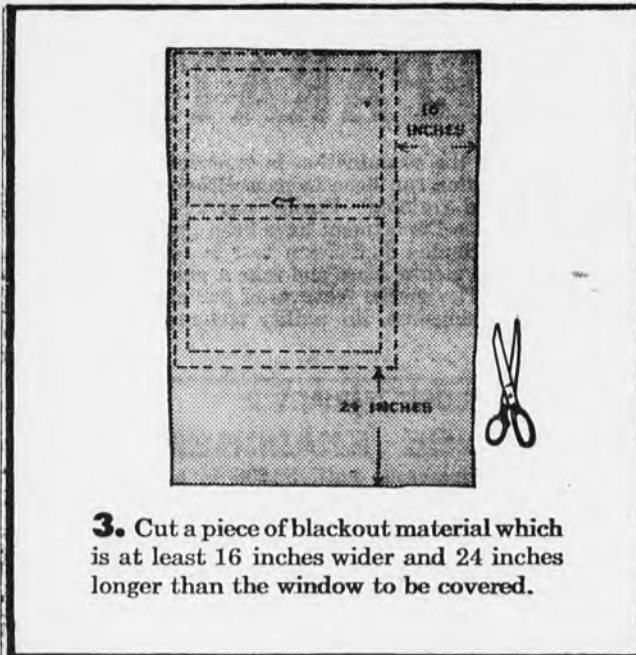 16
INCHES
24 INCHES
3. Cut a piece of blackout material which
is at least 16 inches wider and 24 inches
longer than the window to be covered.